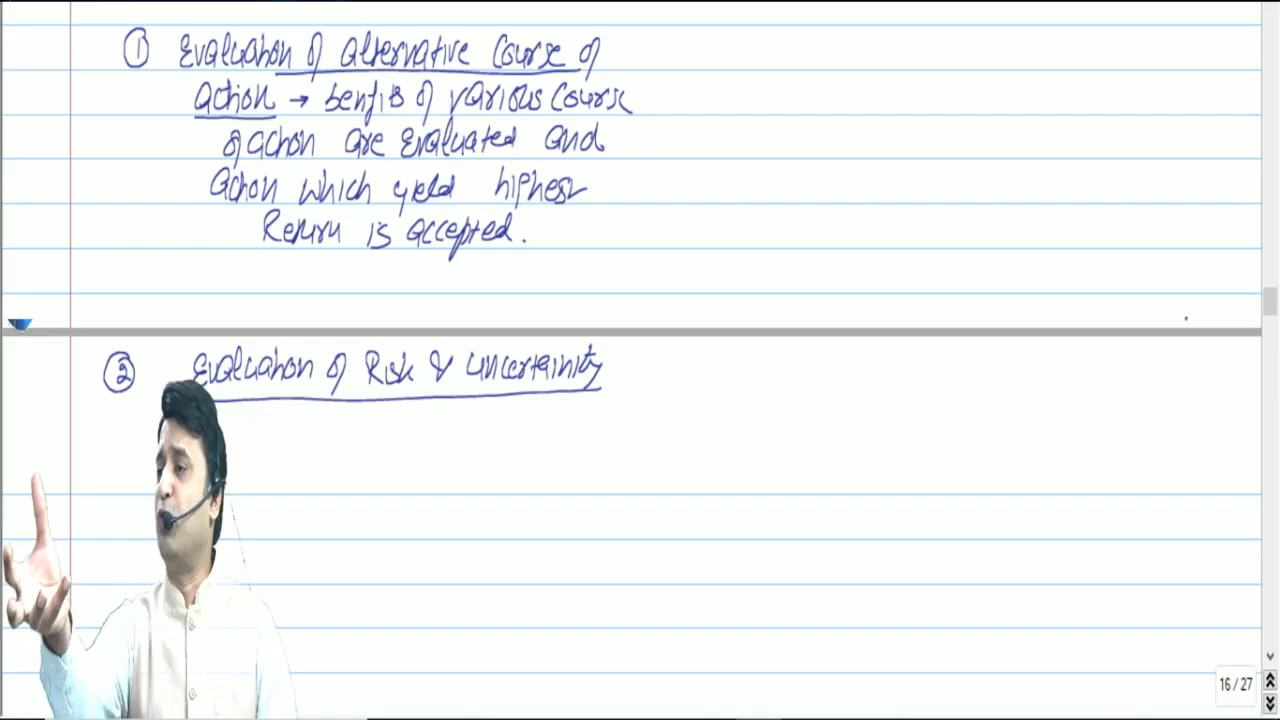 ① Evaluation of alternative Course of
action → benfits of various Course
of action are evaluated and
action which yield highest
Return is accepted.
② Evaluation of Risk & uncertainity
16 / 27